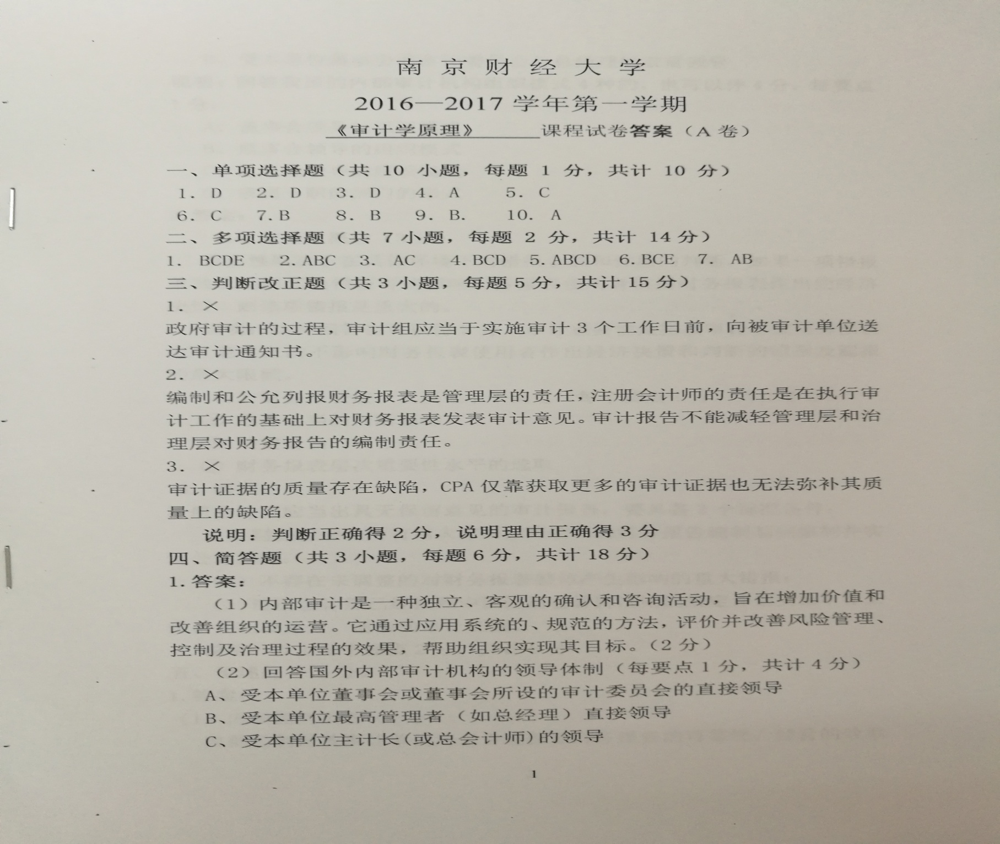 南京财经大学
2016—2017 学年第一学期
《审计学原理》 课程试卷答案（A 卷）
一、单项选择题（共 10 小题，每题 1 分，共计 10 分）
1. D 2. D 3. D 4. A 5. C
6. C 7. B 8. B 9. B. 10. A
二、多项选择题（共 7 小题，每题 2 分，共计 14 分）
1. BCDE 2. ABC 3. AC 4. BCD 5. ABCD 6. BCE 7. AB
三、判断改正题（共 3 小题，每题 5 分，共计 15 分）
1. ×
政府审计的过程，审计组应当于实施审计 3 个工作日前，向被审计单位送
达审计通知书。
2. ×
编制和公允列报财务报表是管理层的责任，注册会计师的责任是在执行审
计工作的基础上对财务报表发表审计意见。审计报告不能减轻管理层和治
理层对财务报告的编制责任。
3. ×
审计证据的质量存在缺陷，CPA 仅靠获取更多的审计证据也无法弥补其质
量上的缺陷。
说明：判断正确得 2 分，说明理由正确得 3 分
四、简答题（共 3 小题，每题 6 分，共计 18 分）
1. 答案：
（1）内部审计是一种独立、客观的确认和咨询活动，旨在增加价值和
改善组织的运营。它通过应用系统的、规范的方法，评价并改善风险管理、
控制及治理过程的效果，帮助组织实现其目标。（2 分）
（2）回答国外内部审计机构的领导体制（每要点 1 分，共计 4 分）
A、受本单位董事会或董事会所设的审计委员会的直接领导
B、受本单位最高管理者（如总经理）直接领导
C、受本单位主计长(或总会计师)的领导
1